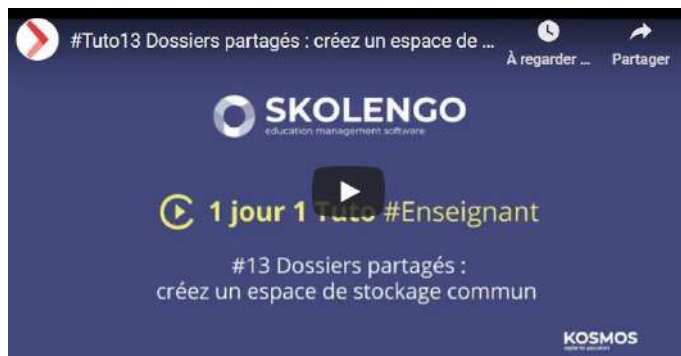 #Tuto13 Dossiers partagés : créez un espace de ...
À regarder ...
Partager
SKOLENGO
education management software
1 jour 1 Tuto #Enseignant
#13 Dossiers partagés :
créez un espace de stockage commun
KOSMOS